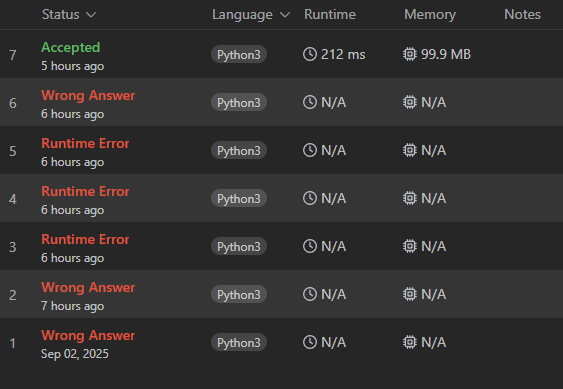 Status Language Runtime Memory Notes
7 Accepted Python3 212 ms 99.9 MB
5 hours ago
6 Wrong Answer Python3 N/A N/A
6 hours ago
5 Runtime Error Python3 N/A N/A
6 hours ago
4 Runtime Error Python3 N/A N/A
6 hours ago
3 Runtime Error Python3 N/A N/A
6 hours ago
2 Wrong Answer Python3 N/A N/A
7 hours ago
1 Wrong Answer Python3 N/A N/A
Sep 02, 2025